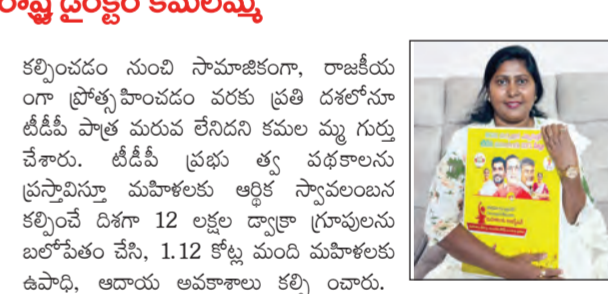 రాష్ట్ర డైరెక్టర్ కమలమ్మ
కల్పించడం నుంచి సామాజికంగా, రాజకీయ
ంగా ప్రోత్సహించడం వరకు ప్రతి దశలోనూ
టీడీపీ పాత్ర మరువ లేనిదని కమల మ్మ గుర్తు
చేశారు. టీడీపీ ప్రభు త్వ పథకాలను
ప్రస్తావిస్తూ మహిళలకు ఆర్థిక స్వావలంబన
కల్పించే దిశగా 12 లక్షల డ్వాక్రా గ్రూపులను
బలోపేతం చేసి, 1.12 కోట్ల మంది మహిళలకు
ఉపాధి, ఆదాయ అవకాశాలు కల్పి ంచారు.